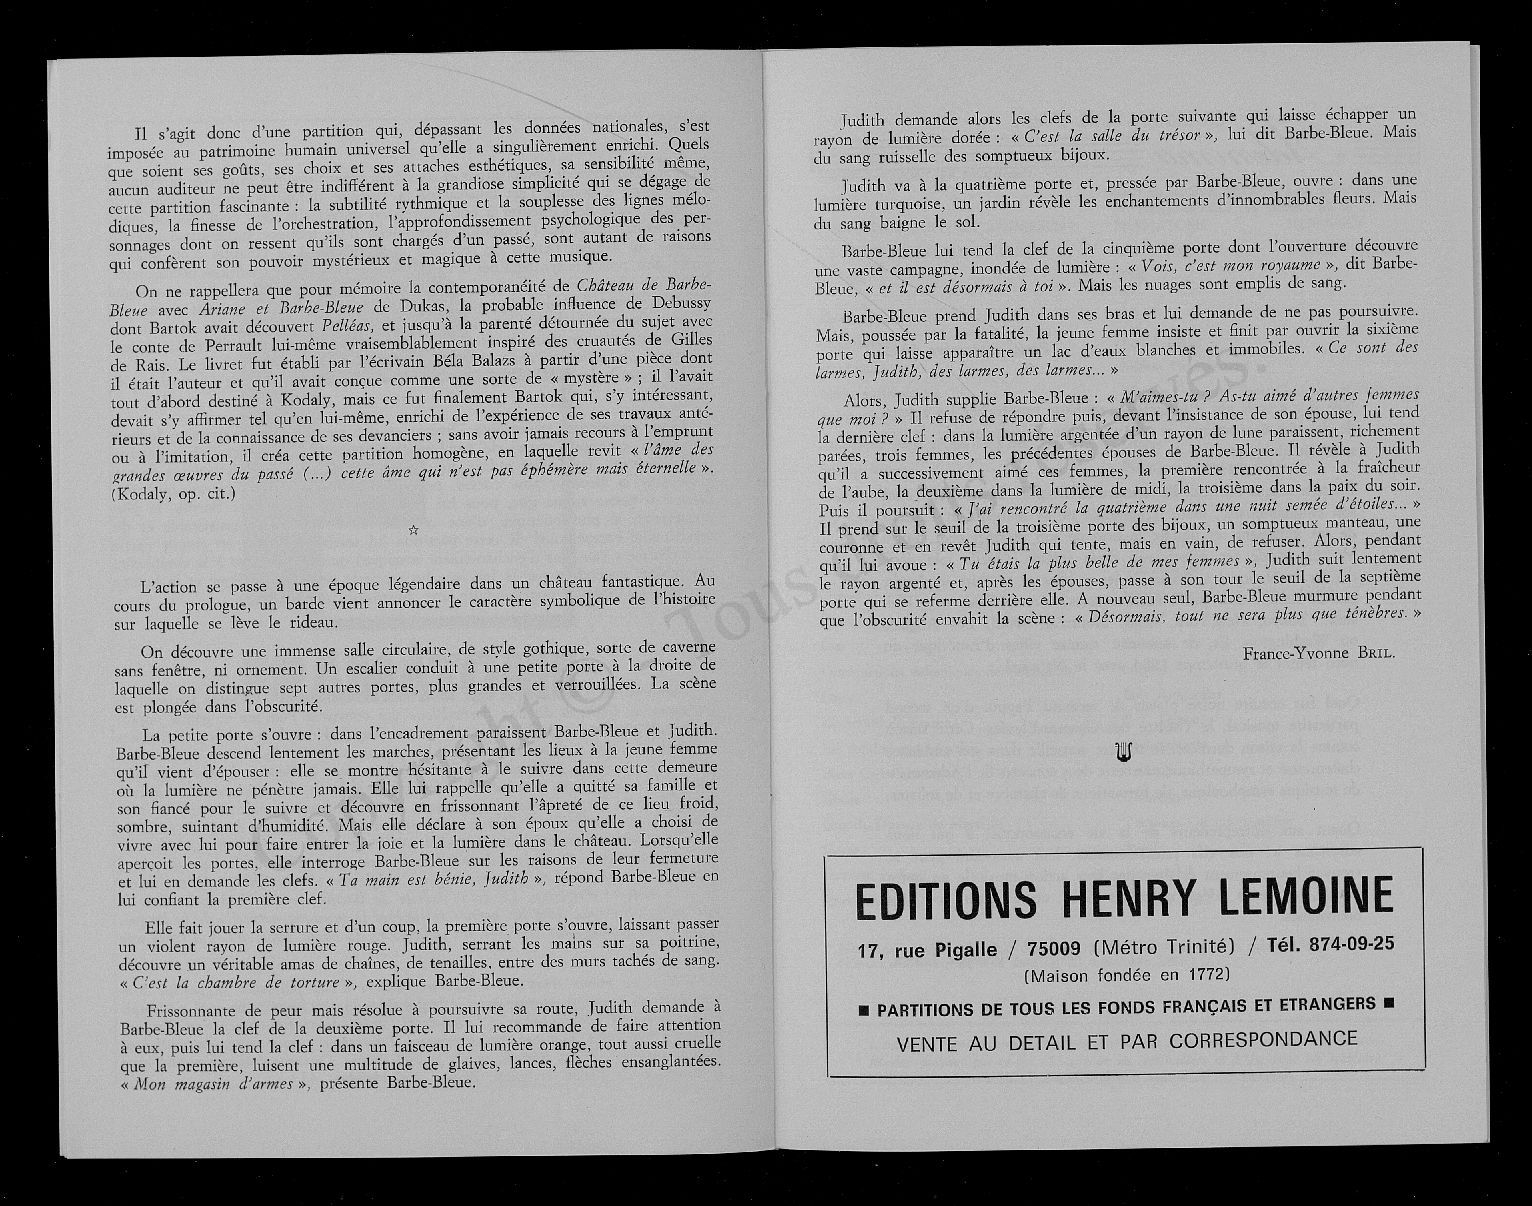 Il s'agit donc d'une partition qui, dépassant les données nationales, s'est
imposée au patrimoine humain universel qu'elle a singulièrement enrichi. Quels
que soient ses goûts, ses choix et ses attaches esthétiques, sa sensibilité même,
aucun auditeur ne peut être indifférent à la grandiose simplicité qui se dégage de
cette partition fascinante : la subtilité rythmique et la souplesse des lignes mélo-
diques, la finesse de l'orchestration, l'approfondissement psychologique des per-
sonnages dont on ressent qu'ils sont chargés d'un passé, sont autant de raisons
qui confèrent son pouvoir mystérieux et magique à cette musique.
On ne rappellera que pour mémoire la contemporanéité de Château de Barbe-
Bleue avec Ariane et Barbe-Bleue de Dukas, la probable influence de Debussy
dont Bartok avait découvert Pelléas, et jusqu'à la parenté détournée du sujet avec
le conte de Perrault lui-même vraisemblablement inspiré des cruautés de Gilles
de Rais. Le livret fut établi par l'écrivain Béla Balazs à partir d'une pièce dont
il était l'auteur et qu'il avait conçue comme une sorte de « mystère » ; il l'avait
tout d'abord destiné à Kodaly, mais ce fut finalement Bartok qui, s'y intéressant,
devait s'y affirmer tel qu'en lui-même, enrichi de l'expérience de ses travaux anté-
rieurs et de la connaissance de ses devanciers ; sans avoir jamais recours à l'emprunt
ou à l'imitation, il créa cette partition homogène, en laquelle revit « l'âme des
grandes œuvres du passé (...) cette âme qui n'est pas éphémère mais éternelle ».
(Kodaly, op. cit.)
☆
L'action se passe à une époque légendaire dans un château fantastique. Au
cours du prologue, un barde vient annoncer le caractère symbolique de l'histoire
sur laquelle se lève le rideau.
On découvre une immense salle circulaire, de style gothique, sorte de caverne
sans fenêtre, ni ornement. Un escalier conduit à une petite porte à la droite de
laquelle on distingue sept autres portes, plus grandes et verrouillées. La scène
est plongée dans l'obscurité.
La petite porte s'ouvre : dans l'encadrement paraissent Barbe-Bleue et Judith.
Barbe-Bleue descend lentement les marches, présentant les lieux à la jeune femme
qu'il vient d'épouser : elle se montre hésitante à le suivre dans cette demeure
où la lumière ne pénètre jamais. Elle lui rappelle qu'elle a quitté sa famille et
son fiancé pour le suivre et découvre en frissonnant l'âpreté de ce lieu froid,
sombre, suintant d'humidité. Mais elle déclare à son époux qu'elle a choisi de
vivre avec lui pour faire entrer la joie et la lumière dans le château. Lorsqu'elle
aperçoit les portes, elle interroge Barbe-Bleue sur les raisons de leur fermeture
et lui en demande les clefs. « Ta main est bénie, Judith », répond Barbe-Bleue en
lui confiant la première clef.
Elle fait jouer la serrure et d'un coup, la première porte s'ouvre, laissant passer
un violent rayon de lumière rouge. Judith, serrant les mains sur sa poitrine,
découvre un véritable amas de chaînes, de tenailles, entre des murs tachés de sang.
« C'est la chambre de torture », explique Barbe-Bleue.
Frissonnante de peur mais résolue à poursuivre sa route, Judith demande à
Barbe-Bleue la clef de la deuxième porte. Il lui recommande de faire attention
à eux, puis lui tend la clef : dans un faisceau de lumière orange, tout aussi cruelle
que la première, luisent une multitude de glaives, lances, flèches ensanglantées.
« Mon magasin d'armes », présente Barbe-Bleue.
Judith demande alors les clefs de la porte suivante qui laisse échapper un
rayon de lumière dorée : « C'est la salle du trésor », lui dit Barbe-Bleue. Mais
du sang ruisselle des somptueux bijoux.
Judith va à la quatrième porte et, pressée par Barbe-Bleue, ouvre : dans une
lumière turquoise, un jardin révèle les enchantements d'innombrables fleurs. Mais
du sang baigne le sol.
Barbe-Bleue lui tend la clef de la cinquième porte dont l'ouverture découvre
une vaste campagne, inondée de lumière : « Vois, c'est mon royaume », dit Barbe-
Bleue, « et il est désormais à toi ». Mais les nuages sont emplis de sang.
Barbe-Bleue prend Judith dans ses bras et lui demande de ne pas poursuivre.
Mais, poussée par la fatalité, la jeune femme insiste et finit par ouvrir la sixième
porte qui laisse apparaître un lac d'eaux blanches et immobiles. « Ce sont des
larmes, Judith, des larmes, des larmes... »
Alors, Judith supplie Barbe-Bleue : « M'aimes-tu ? As-tu aimé d'autres femmes
que moi ? » Il refuse de répondre puis, devant l'insistance de son épouse, lui tend
la dernière clef : dans la lumière argentée d'un rayon de lune paraissent, richement
parées, trois femmes, les précédentes épouses de Barbe-Bleue. Il révèle à Judith
qu'il a successivement aimé ces femmes, la première rencontrée à la fraîcheur
de l'aube, la deuxième dans la lumière de midi, la troisième dans la paix du soir.
Puis il poursuit : « J'ai rencontré la quatrième dans une nuit semée d'étoiles... »
Il prend sur le seuil de la troisième porte des bijoux, un somptueux manteau, une
couronne et en revêt Judith qui tente, mais en vain, de refuser. Alors, pendant
qu'il lui avoue : « Tu étais la plus belle de mes femmes », Judith suit lentement
le rayon argenté et, après les épouses, passe à son tour le seuil de la septième
porte qui se referme derrière elle. A nouveau seul, Barbe-Bleue murmure pendant
que l'obscurité envahit la scène : « Désormais, tout ne sera plus que ténèbres. »
France-Yvonne BRIL.
EDITIONS HENRY LEMOINE
17, rue Pigalle / 75009 (Métro Trinité) / Tél. 874-09-25
(Maison fondée en 1772)
■ PARTITIONS DE TOUS LES FONDS FRANÇAIS ET ETRANGERS ■
VENTE AU DETAIL ET PAR CORRESPONDANCE